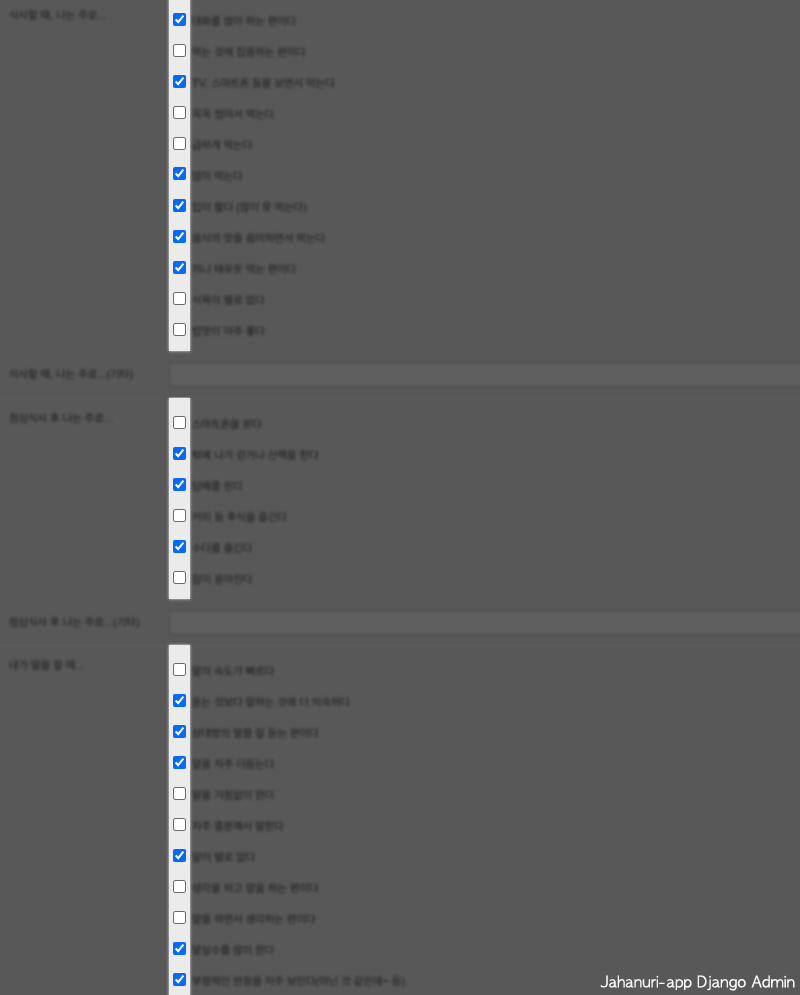 식사할 때, 나는 주로...
대화를 많이 하는 편이다
먹는 것에 집중하는 편이다
TV, 스마트폰 등을 보면서 먹는다
꼭꼭 씹어서 먹는다
급하게 먹는다
많이 먹는다
입이 짧다 (많이 못 먹는다)
음식의 맛을 음미하면서 먹는다
끼니 때우듯 먹는 편이다
식욕이 별로 없다
밥맛이 아주 좋다
식사할 때, 나는 주로...(기타)
점심식사 후 나는 주로...
스마트폰을 본다
밖에 나가 걷거나 산책을 한다
담배를 핀다
커피 등 후식을 즐긴다
수다를 즐긴다
잠이 쏟아진다
점심식사 후 나는 주로...(기타)
내가 말을 할 때...
말의 속도가 빠르다
듣는 것보다 말하는 것에 더 익숙하다
상대방의 말을 잘 듣는 편이다
말을 자주 더듬는다
말을 거침없이 한다
자주 흥분해서 말한다
말이 별로 없다
생각을 하고 말을 하는 편이다
말을 하면서 생각하는 편이다
말실수를 많이 한다
부정적인 반응을 자주 보인다(아닌 것 같은데~ 등)
Jahanuri-app Django Admin